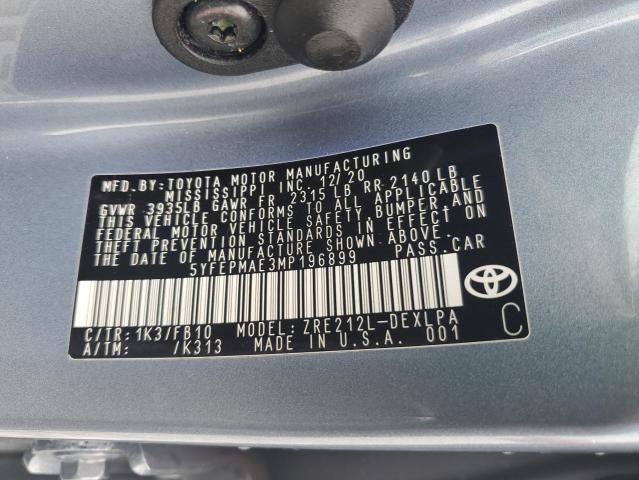 MFD. BY: TOYOTA MOTOR MANUFACTURING
MISSISSIPPI INC. 12/20
GVWR 3935LB GAWR FR 2315 LB RR 2140 LB
THIS VEHICLE CONFORMS TO ALL APPLICABLE
FEDERAL MOTOR VEHICLE SAFETY, BUMPER, AND
THEFT PREVENTION STANDARDS IN EFFECT ON
THE DATE OF MANUFACTURE SHOWN ABOVE.
5YFEPMAE3MP196899 PASS.CAR
C/TR: 1K3/FB10 MODEL: ZRE212L-DEXLPA
A/TM: /K313 MADE IN U.S.A. 001
C